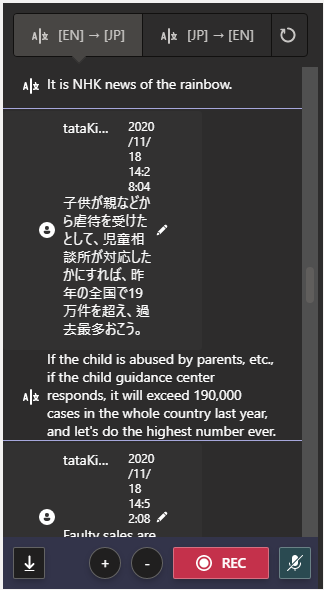 [EN] → [JP]
[JP] → [EN]
It is NHK news of the rainbow.
tataKi...
2020
/11/
18
14:2
8:04
子供が親などか
ら虐待を受けた
として、児童相
談所が対応した
かにすれば、昨
年の全国で19
万件を超え、過
去最多おこう。
If the child is abused by parents, etc.,
if the child guidance center
responds, it will exceed 190,000
cases in the whole country last year,
and let's do the highest number ever.
tataKi...
2020
/11/
18
14:5
2:08
Faulty sales are
+
-
REC